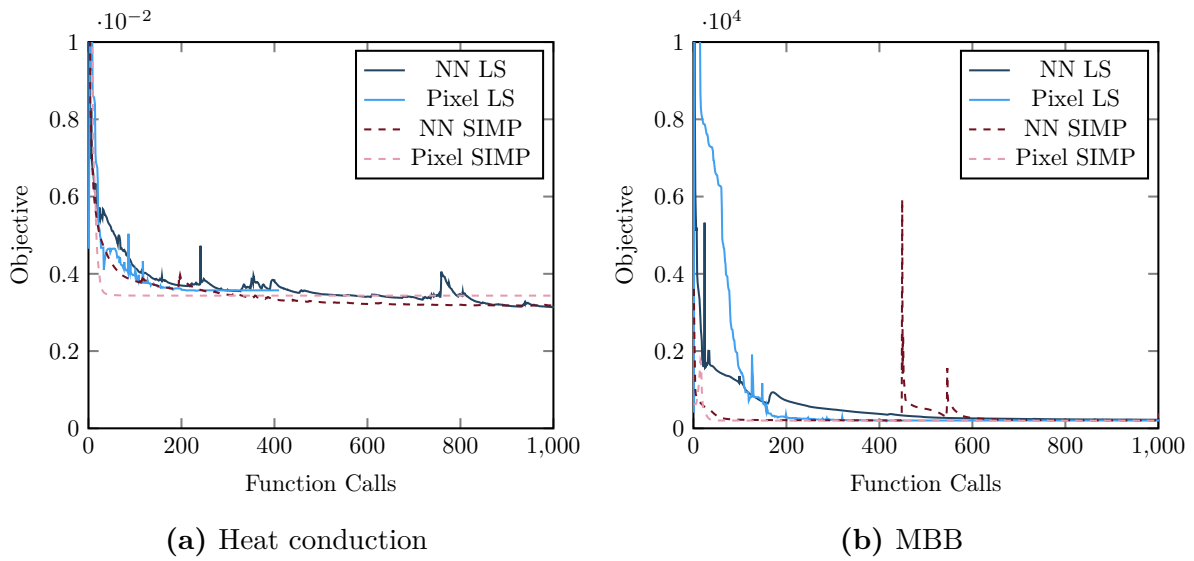 ·10−2
1
0.8
0.6
0.4
0.2
0
0
200
400
600
800
1,000
Objective
Function Calls
NN LS
Pixel LS
NN SIMP
Pixel SIMP
(a) Heat conduction
·10⁴
1
0.8
0.6
0.4
0.2
0
0
200
400
600
800
1,000
Objective
Function Calls
NN LS
Pixel LS
NN SIMP
Pixel SIMP
(b) MBB